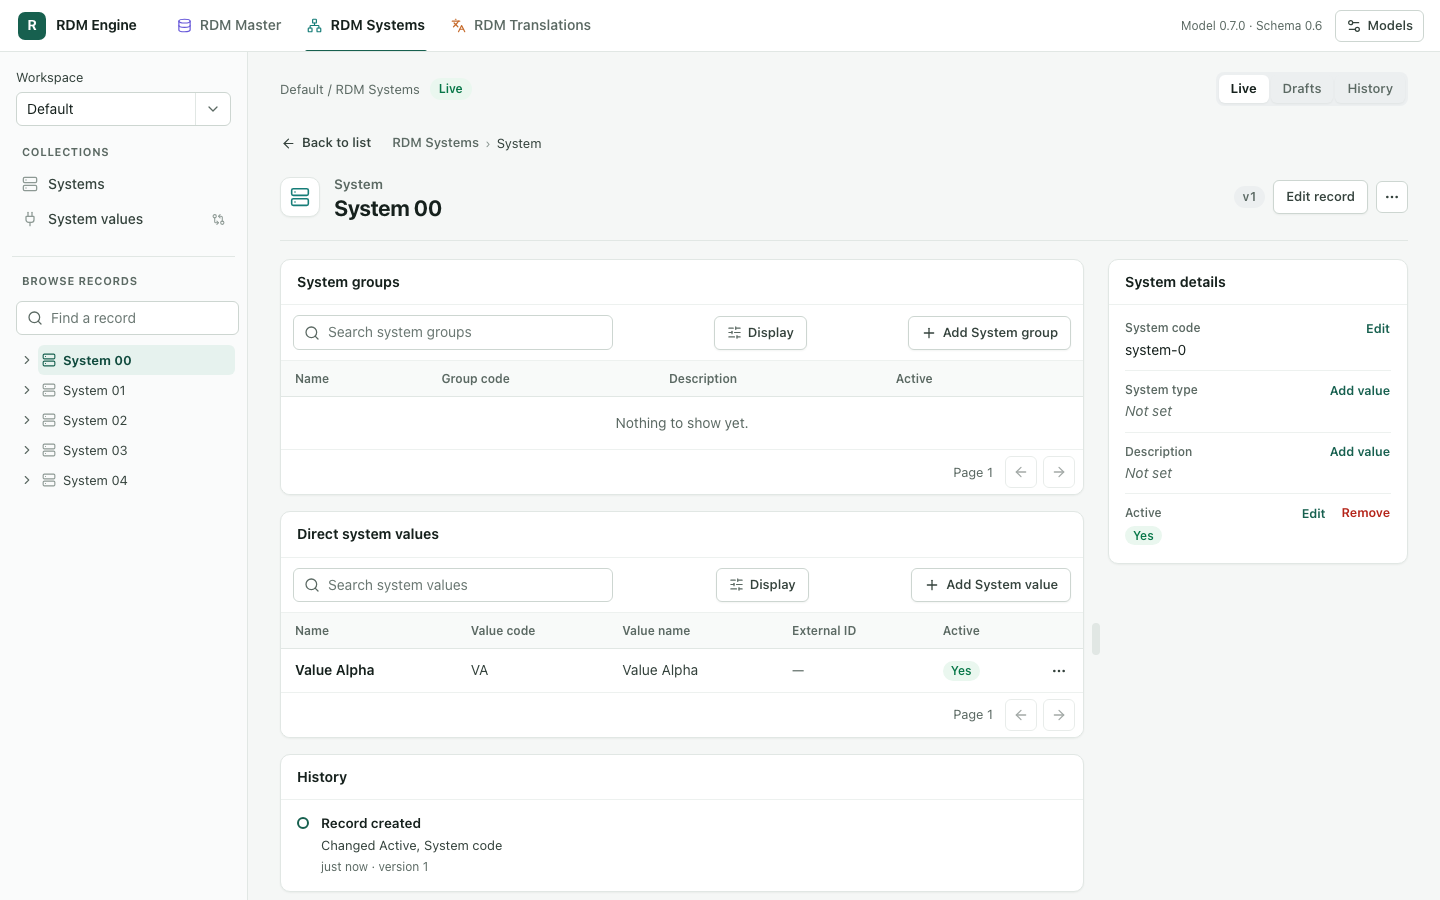 R RDM Engine RDM Master RDM Systems RDM Translations Model 0.7.0 · Schema 0.6 Models
Workspace
Default
COLLECTIONS
Systems
System values
BROWSE RECORDS
Find a record
System 00
System 01
System 02
System 03
System 04
Default / RDM Systems Live Live Drafts History
Back to list RDM Systems › System
System
System 00 v1 Edit record
System groups
Search system groups Display Add System group
Name Group code Description Active
Nothing to show yet.
Page 1
Direct system values
Search system values Display Add System value
Name Value code Value name External ID Active
Value Alpha VA Value Alpha — Yes
Page 1
History
Record created
Changed Active, System code
just now · version 1
System details
System code Edit
system-0
System type Add value
Not set
Description Add value
Not set
Active Edit Remove
Yes